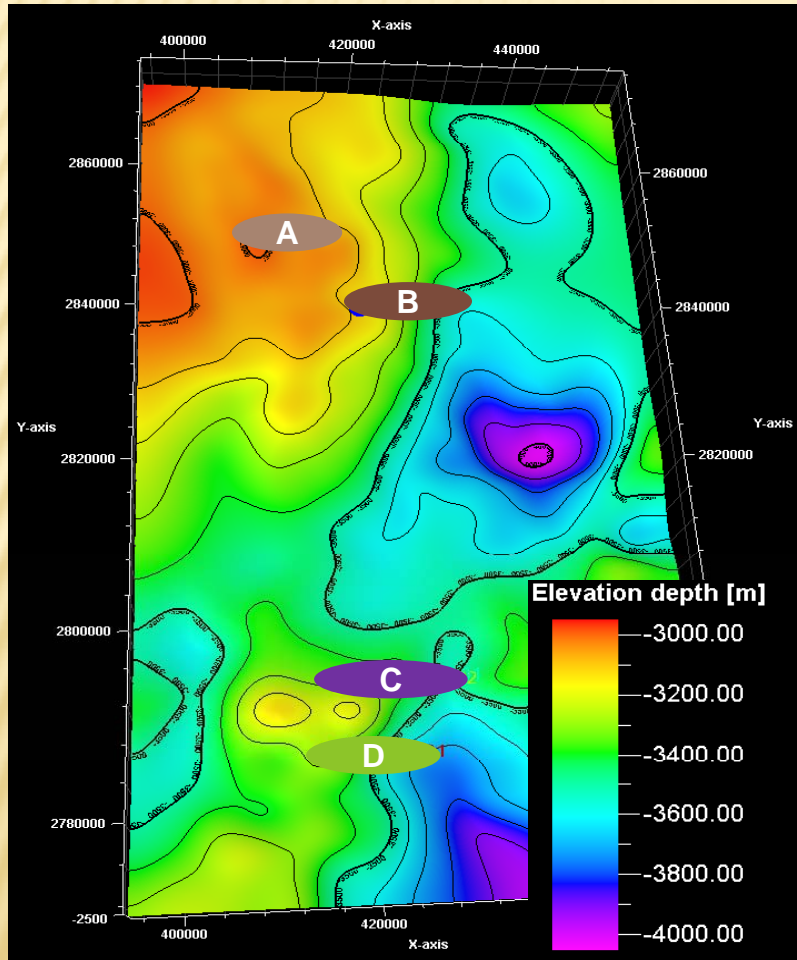 X-axis
400000 420000 440000
2860000 2860000
A
2840000 B 2840000
Y-axis Y-axis
2820000 2820000
Elevation depth [m]
-3000.00
2800000
C
-3200.00
D
-3400.00
-3600.00
2780000
-3800.00
-2500
-4000.00
400000 420000
X-axis